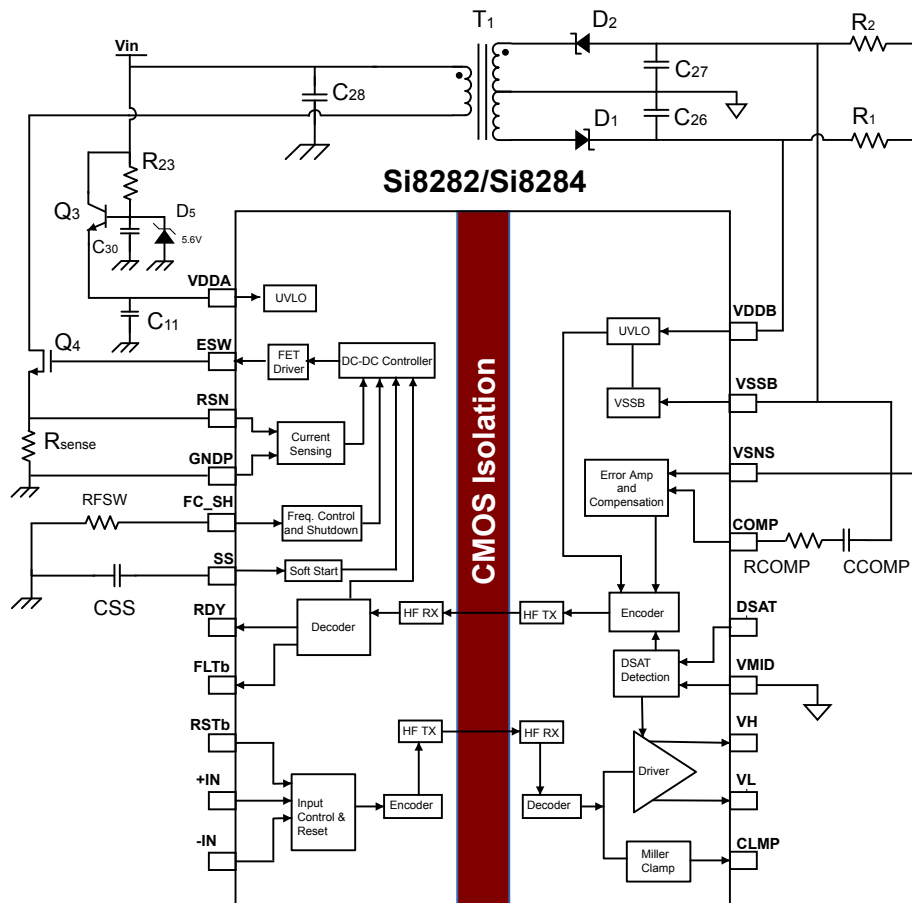 T1
D2
R2
Vin
C27
C28
D1
C26
R1
R23
Si8282/Si8284
Q3
D5
5.6V
C30
VDDA
UVLO
C11
VDDB
UVLO
Q4
ESW
FET
Driver
DC-DC Controller
VSSB
VSSB
RSN
Rsense
Current
Sensing
GNDP
CMOS Isolation
VSNS
Error Amp
and
Compensation
RFSW
FC_SH
Freq. Control
and Shutdown
COMP
RCOMP
CCOMP
SS
Soft Start
CSS
RDY
Decoder
HF RX
HF TX
Encoder
DSAT
FLTb
DSAT
Detection
VMID
RSTb
HF TX
HF RX
VH
+IN
Input
Control &
Reset
Encoder
Decoder
Driver
VL
-IN
Miller
Clamp
CLMP